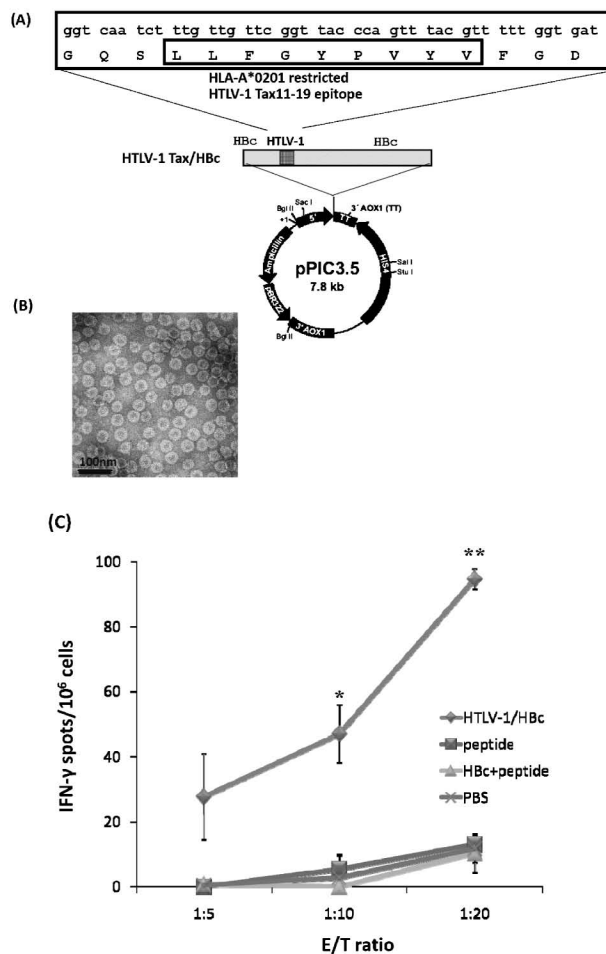 (A)
ggt caa tct ttg ttg ttc ggt tac cca gtt tac gtt ttt ggt gat
G Q S L L F G Y P V Y V F G D
HLA-A*0201 restricted
HTLV-1 Tax11-19 epitope
HBc HTLV-1 HBc
HTLV-1 Tax/HBc
Sac I
Bgl II
+1
5'
TT
3´AOX1 (TT)
Ampicillin
HIS4
Sal I
Stu I
pPIC3.5
7.8 kb
pBR322
3'AOX1
Bgl II
(B)
100nm
(C)
IFN-γ spots/10⁶ cells
100
80
60
40
20
0
*
**
HTLV-1/HBc
peptide
HBc+peptide
PBS
1:5 1:10 1:20
E/T ratio